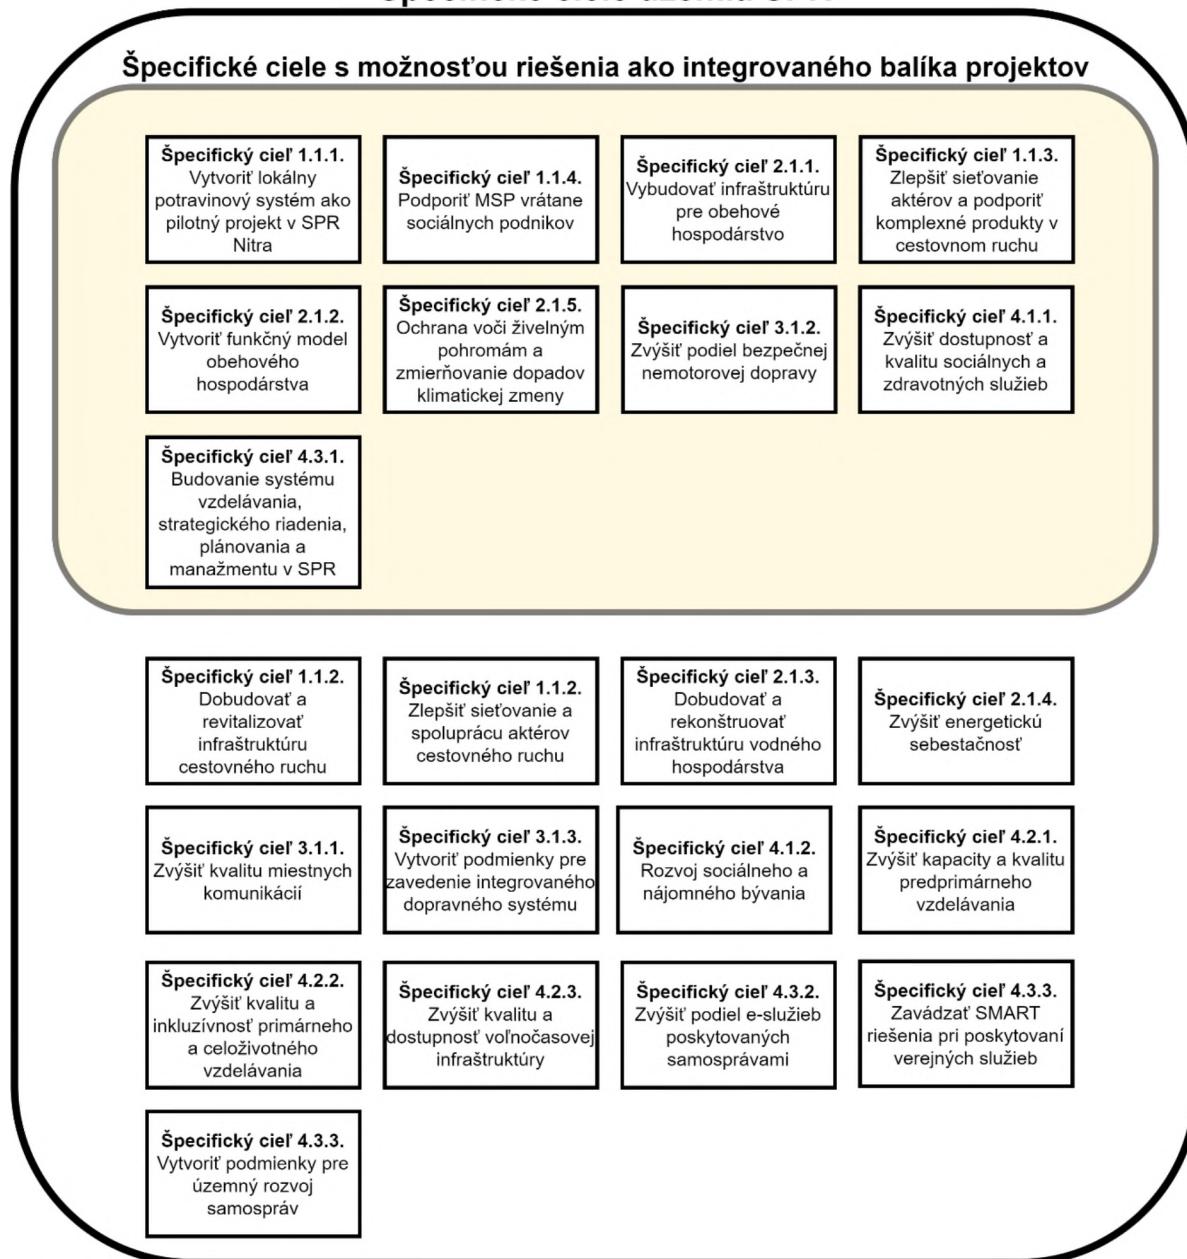 Špecifické ciele s možnosťou riešenia ako integrovaného balíka projektov
Špecifický cieľ 1.1.1.
Vytvoriť lokálny
potravinový systém ako
pilotný projekt v SPR
Nitra
Špecifický cieľ 1.1.4.
Podporiť MSP vrátane
sociálnych podnikov
Špecifický cieľ 2.1.1.
Vybudovať infraštruktúru
pre obehové
hospodárstvo
Špecifický cieľ 1.1.3.
Zlepšiť sieťovanie
aktérov a podporiť
komplexné produkty v
cestovnom ruchu
Špecifický cieľ 2.1.2.
Vytvoriť funkčný model
obehového
hospodárstva
Špecifický cieľ 2.1.5.
Ochrana voči živelným
pohromám a
zmierňovanie dopadov
klimatickej zmeny
Špecifický cieľ 3.1.2.
Zvýšiť podiel bezpečnej
nemotorovej dopravy
Špecifický cieľ 4.1.1.
Zvýšiť dostupnosť a
kvalitu sociálnych a
zdravotných služieb
Špecifický cieľ 4.3.1.
Budovanie systému
vzdelávania,
strategického riadenia,
plánovania a
manažmentu v SPR
Špecifický cieľ 1.1.2.
Dobudovať a
revitalizovať
infraštruktúru
cestovného ruchu
Špecifický cieľ 1.1.2.
Zlepšiť sieťovanie a
spoluprácu aktérov
cestovného ruchu
Špecifický cieľ 2.1.3.
Dobudovať a
rekonštruovať
infraštruktúru vodného
hospodárstva
Špecifický cieľ 2.1.4.
Zvýšiť energetickú
sebestačnosť
Špecifický cieľ 3.1.1.
Zvýšiť kvalitu miestnych
komunikácií
Špecifický cieľ 3.1.3.
Vytvoriť podmienky pre
zavedenie integrovaného
dopravného systému
Špecifický cieľ 4.1.2.
Rozvoj sociálneho a
nájomného bývania
Špecifický cieľ 4.2.1.
Zvýšiť kapacity a kvalitu
predprimárneho
vzdelávania
Špecifický cieľ 4.2.2.
Zvýšiť kvalitu a
inkluzívnosť primárneho
a celoživotného
vzdelávania
Špecifický cieľ 4.2.3.
Zvýšiť kvalitu a
dostupnosť voľnočasovej
infraštruktúry
Špecifický cieľ 4.3.2.
Zvýšiť podiel e-služieb
poskytovaných
samosprávami
Špecifický cieľ 4.3.3.
Zavádzať SMART
riešenia pri poskytovaní
verejných služieb
Špecifický cieľ 4.3.3.
Vytvoriť podmienky pre
územný rozvoj
samospráv